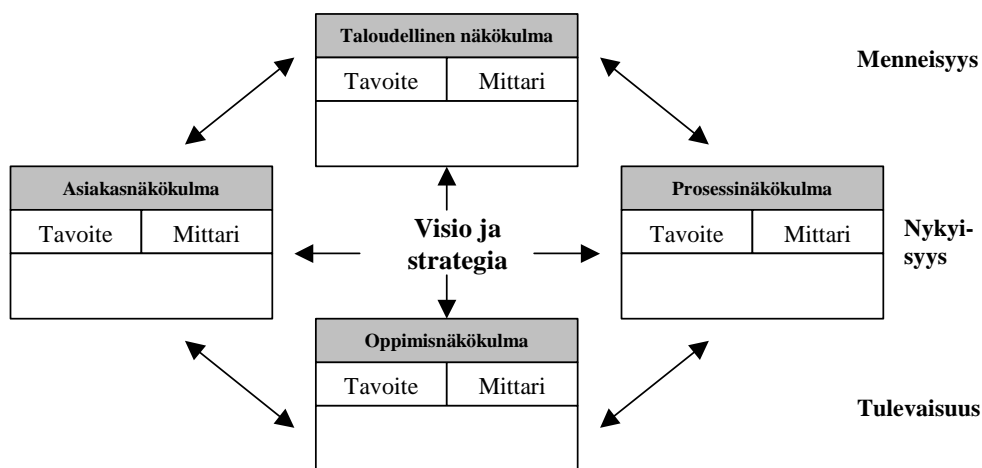 Taloudellinen näkökulma
Tavoite Mittari
Menneisyys
Asiakasnäkökulma
Tavoite Mittari
Visio ja
strategia
Prosessinäkökulma
Tavoite Mittari
Nykyi-
syys
Oppimisnäkökulma
Tavoite Mittari
Tulevaisuus